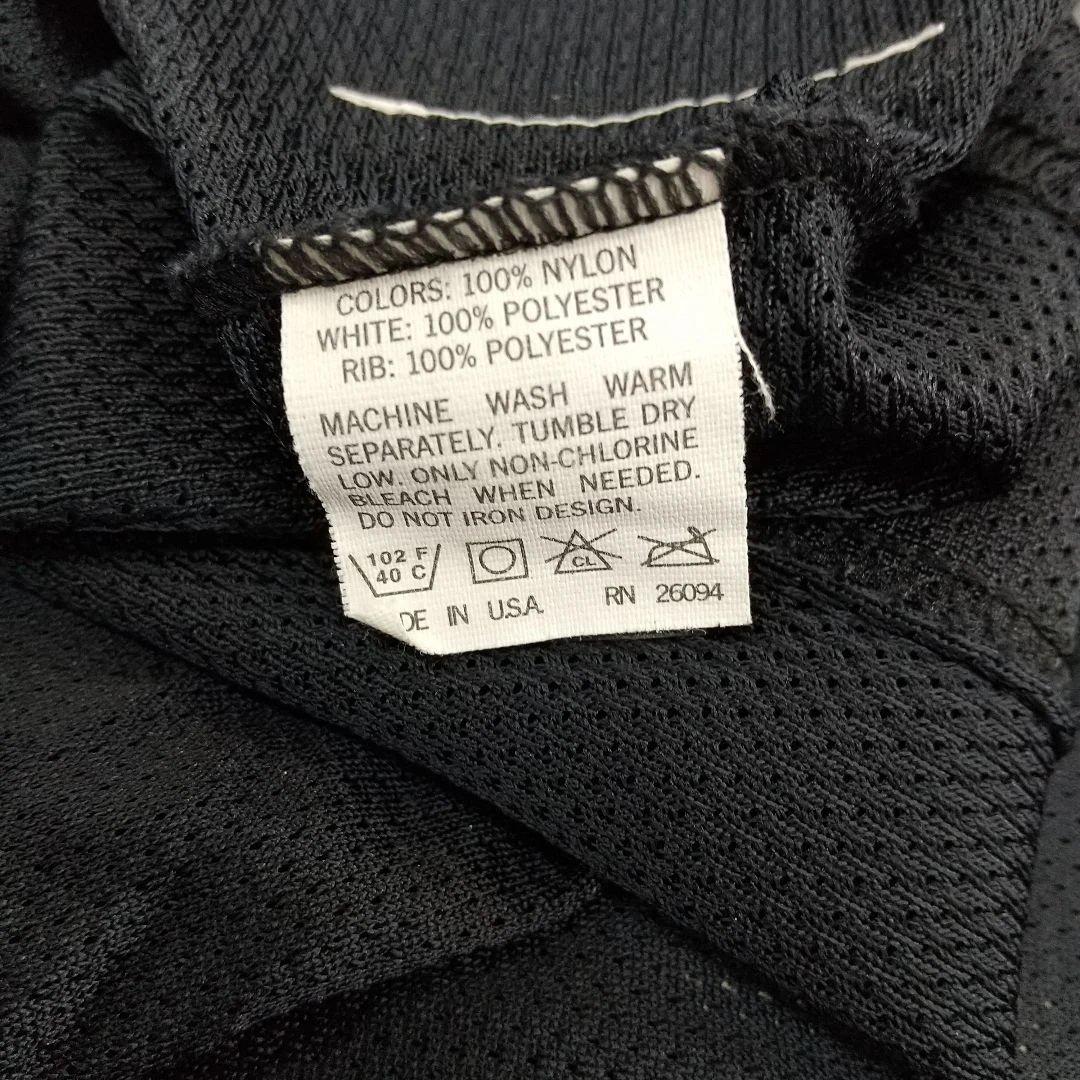 COLORS: 100% NYLON
WHITE: 100% POLYESTER
RIB: 100% POLYESTER
MACHINE WASH WARM
SEPARATELY. TUMBLE DRY
LOW. ONLY NON-CHLORINE
BLEACH WHEN NEEDED.
DO NOT IRON DESIGN.
102 F
40 C
CL
DE IN U.S.A. RN 26094